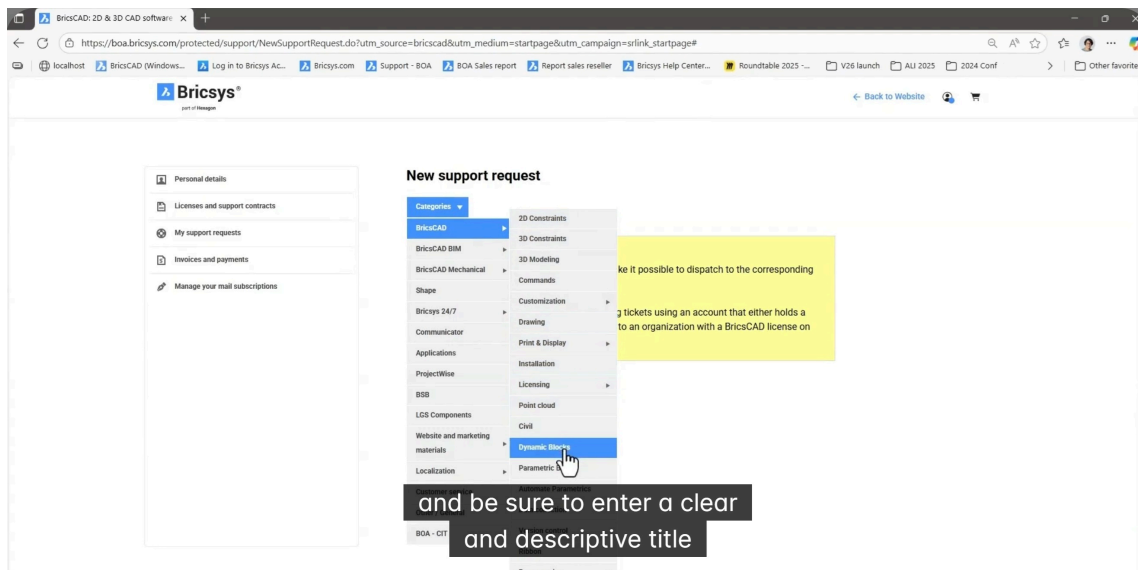 BricsCAD: 2D & 3D CAD software
https://boa.bricsys.com/protected/support/NewSupportRequest.do?utm_source=bricscad&utm_medium=startpage&utm_campaign=srlink_startpage#
localhost BricsCAD (Windows... Log in to Bricsys Ac... Bricsys.com Support - BOA BOA Sales report Report sales reseller Bricsys Help Center... Roundtable 2025 -... V26 launch ALI 2025 2024 Conf Other favorite
Bricsys®
part of Hexagon
← Back to Website
Personal details
Licenses and support contracts
My support requests
Invoices and payments
Manage your mail subscriptions
New support request
Categories
BricsCAD
BricsCAD BIM
BricsCAD Mechanical
Shape
Bricsys 24/7
Communicator
Applications
ProjectWise
BSB
LGS Components
Website and marketing
materials
Localization
BOA - CIT
2D Constraints
3D Constraints
3D Modeling
Commands
Customization
Drawing
Print & Display
Installation
Licensing
Point cloud
Civil
Dynamic Blocks
Parametric
ke it possible to dispatch to the corresponding
g tickets using an account that either holds a
to an organization with a BricsCAD license on
and be sure to enter a clear
and descriptive title